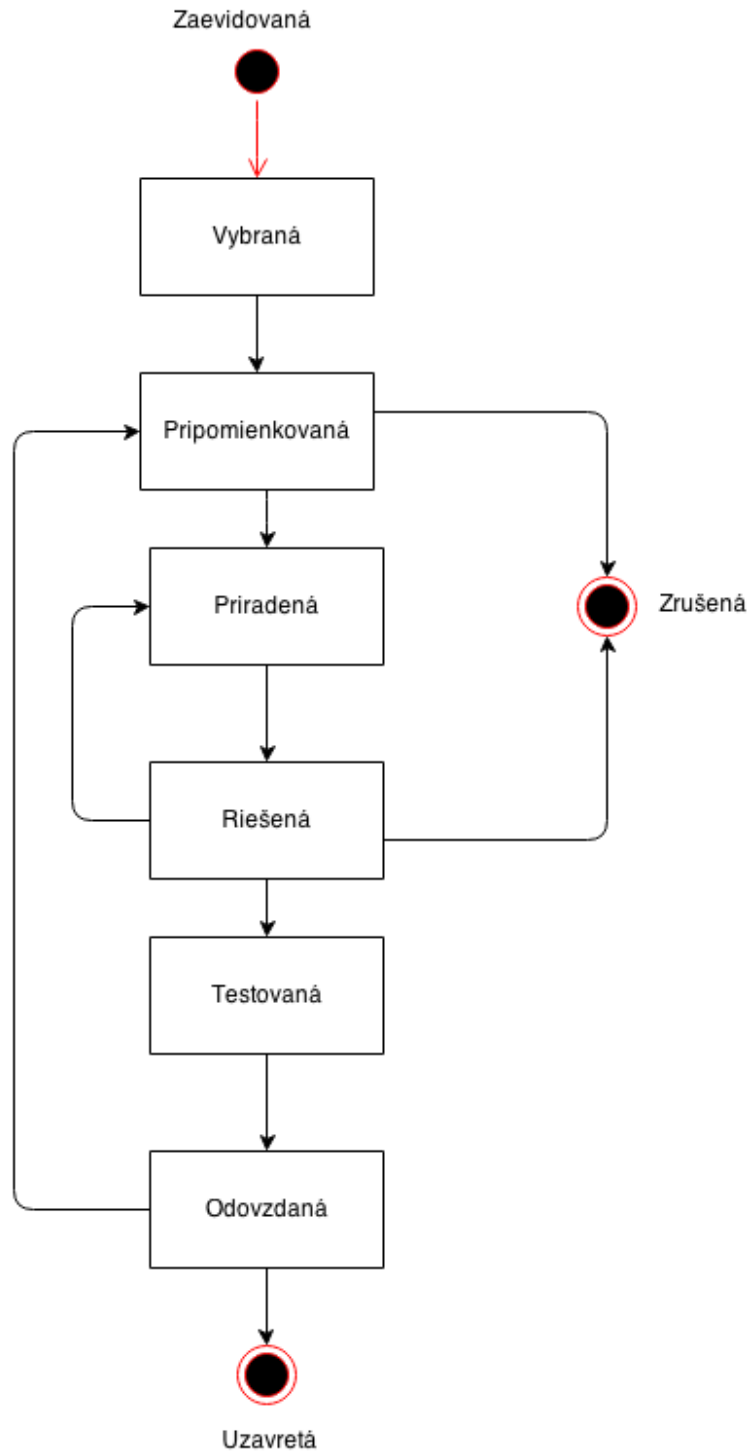 Zaevidovaná
Vybraná
Pripomienkovaná
Priradená
Zrušená
Riešená
Testovaná
Odovzdaná
Uzavretá